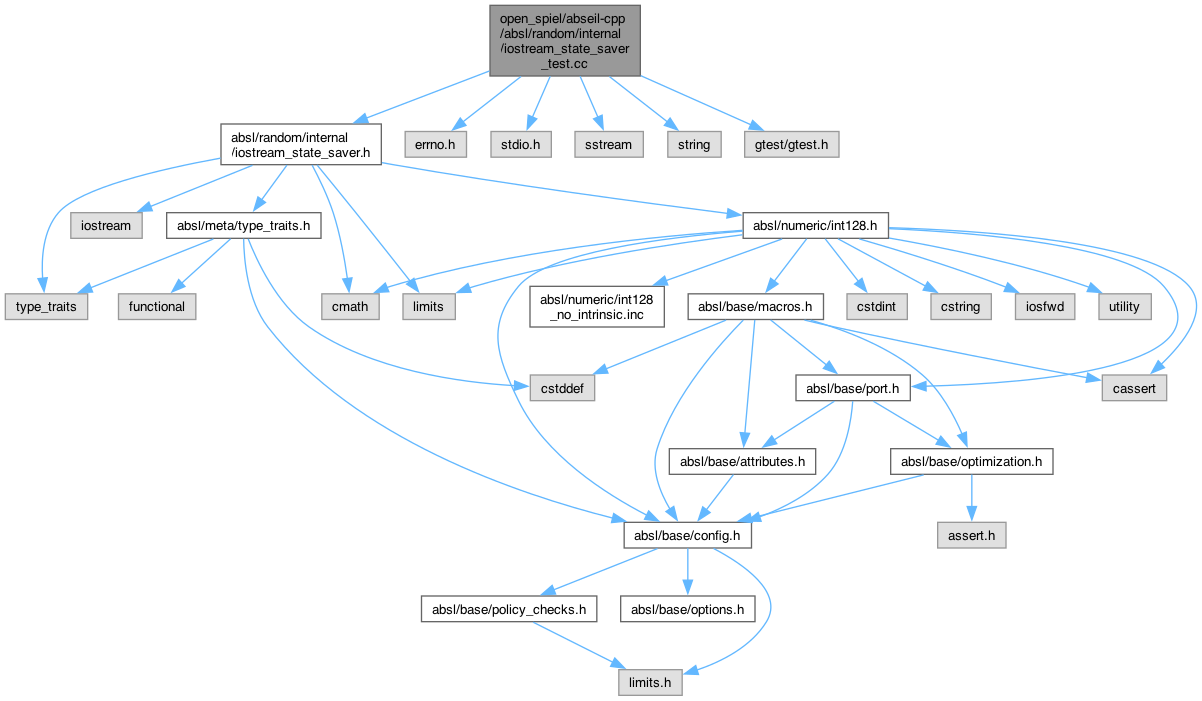 open_spiel/abseil-cpp
/absl/random/internal
/iostream_state_saver
_test.cc
absl/random/internal
/iostream_state_saver.h
errno.h
stdio.h
sstream
string
gtest/gtest.h
iostream
absl/meta/type_traits.h
absl/numeric/int128.h
type_traits
functional
cmath
limits
absl/numeric/int128
_no_intrinsic.inc
absl/base/macros.h
cstdint
cstring
iosfwd
utility
cstddef
absl/base/port.h
cassert
absl/base/attributes.h
absl/base/optimization.h
absl/base/config.h
assert.h
absl/base/policy_checks.h
absl/base/options.h
limits.h